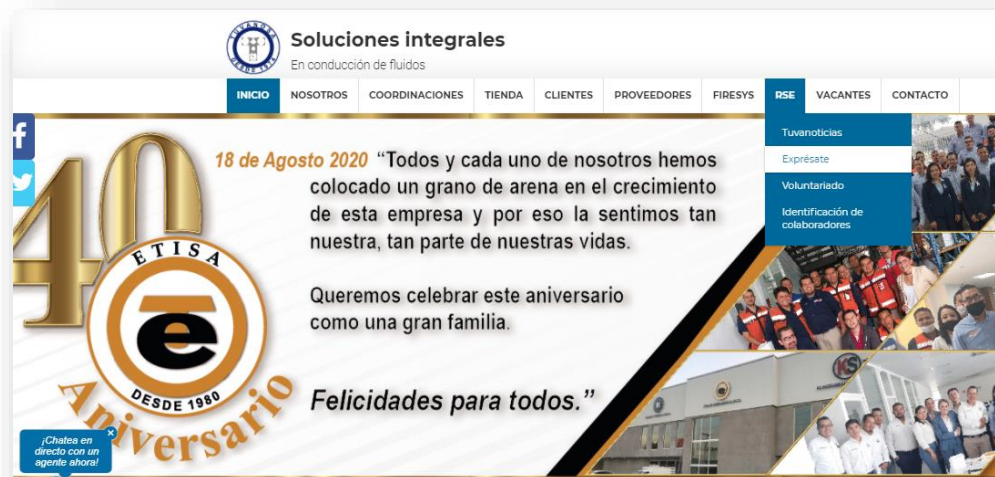 TUVANOSA
DESDE 1974
Soluciones integrales
En conducción de fluidos
INICIO NOSOTROS COORDINACIONES TIENDA CLIENTES PROVEEDORES FIRESYS RSE VACANTES CONTACTO
Tuvanoticias
Exprésate
Voluntariado
Identificación de
colaboradores
f
40
ETISA
e
DESDE 1980
Aniversario
18 de Agosto 2020 “Todos y cada uno de nosotros hemos
colocado un grano de arena en el crecimiento
de esta empresa y por eso la sentimos tan
nuestra, tan parte de nuestras vidas.
Queremos celebrar este aniversario
como una gran familia.
Felicidades para todos.”
KS
¡Chatea en
directo con un
agente ahora!
×